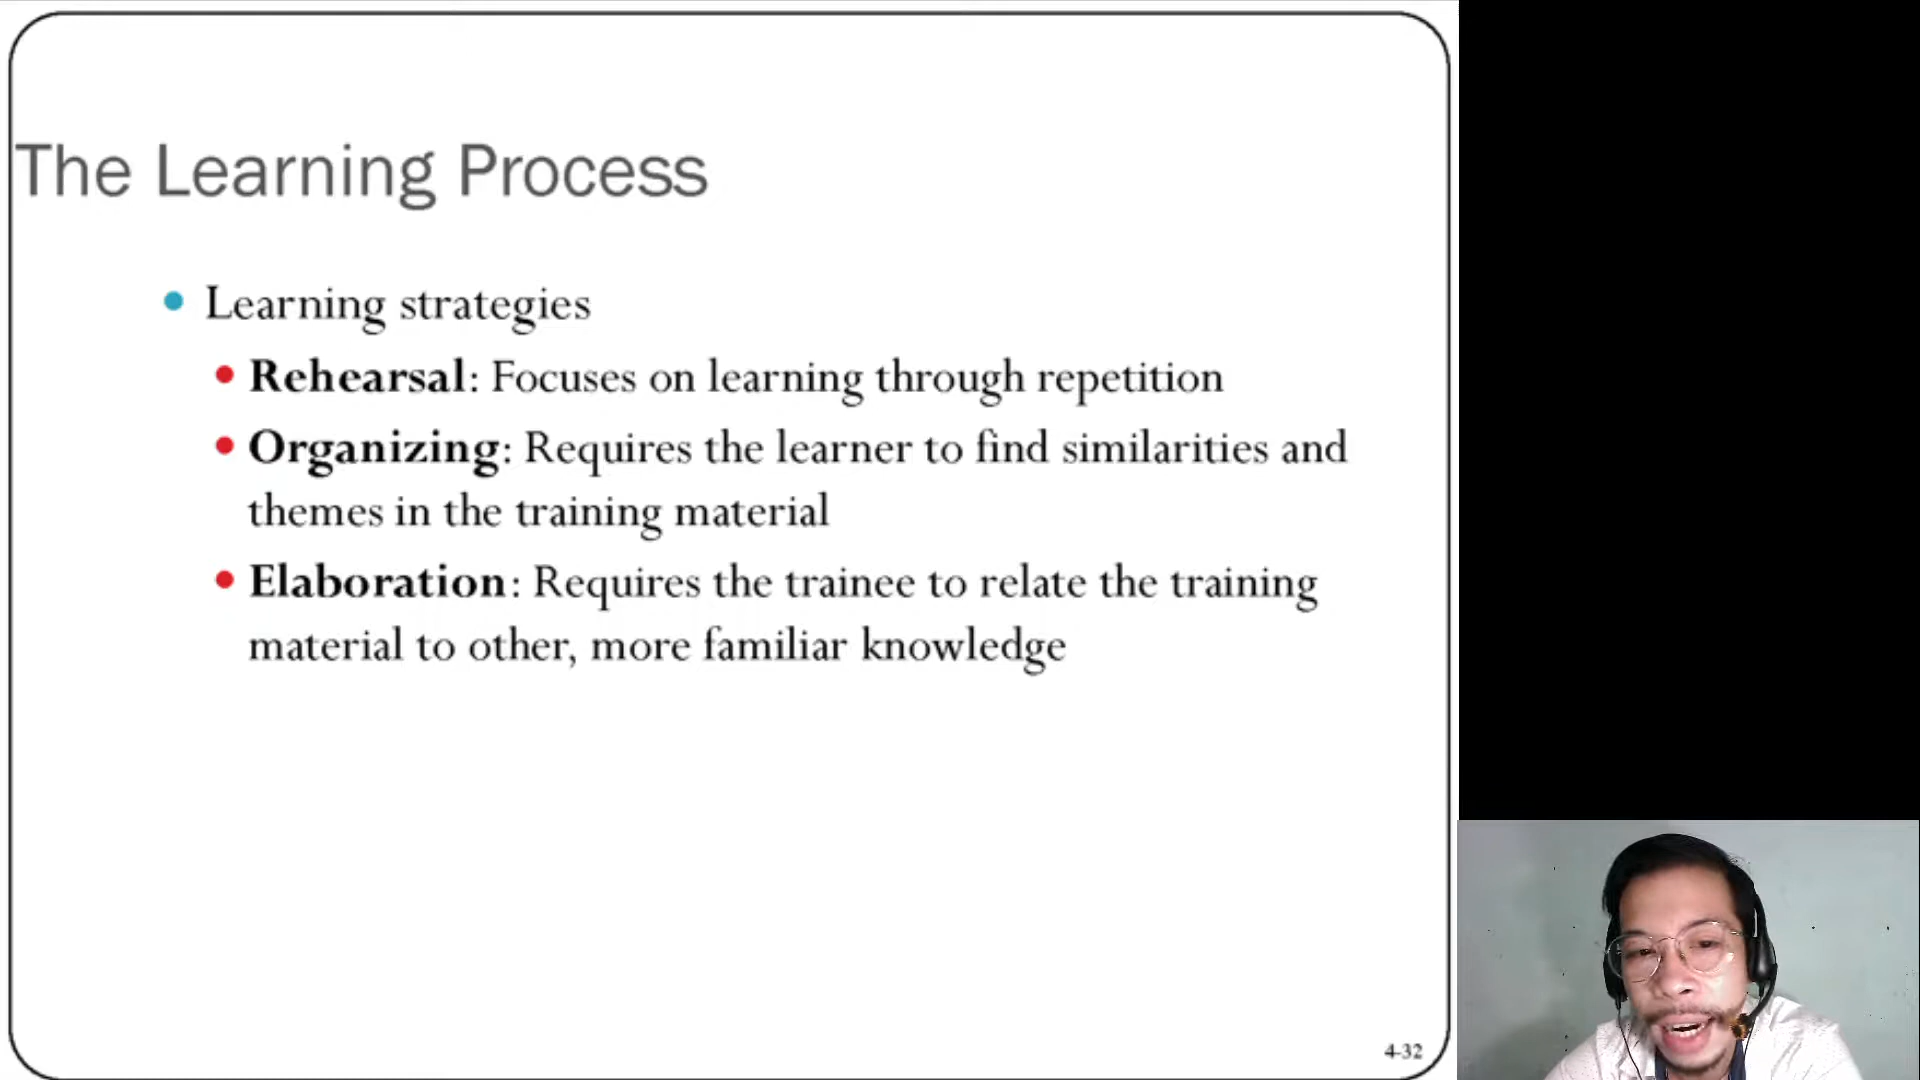 The Learning Process
Learning strategies
Rehearsal: Focuses on learning through repetition
Organizing: Requires the learner to find similarities and
themes in the training material
Elaboration: Requires the trainee to relate the training
material to other, more familiar knowledge
4-32